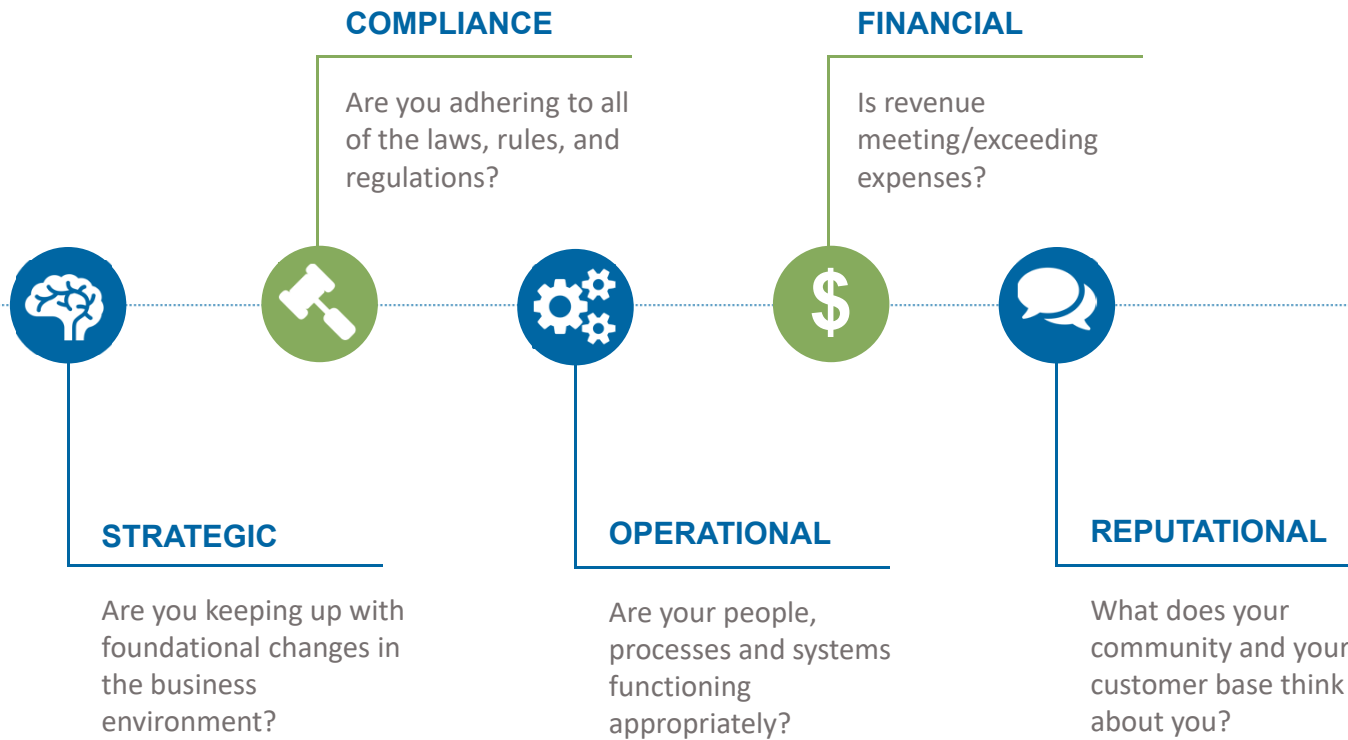 COMPLIANCE
Are you adhering to all
of the laws, rules, and
regulations?
FINANCIAL
Is revenue
meeting/exceeding
expenses?
$
STRATEGIC
Are you keeping up with
foundational changes in
the business
environment?
OPERATIONAL
Are your people,
processes and systems
functioning
appropriately?
REPUTATIONAL
What does your
community and your
customer base think
about you?